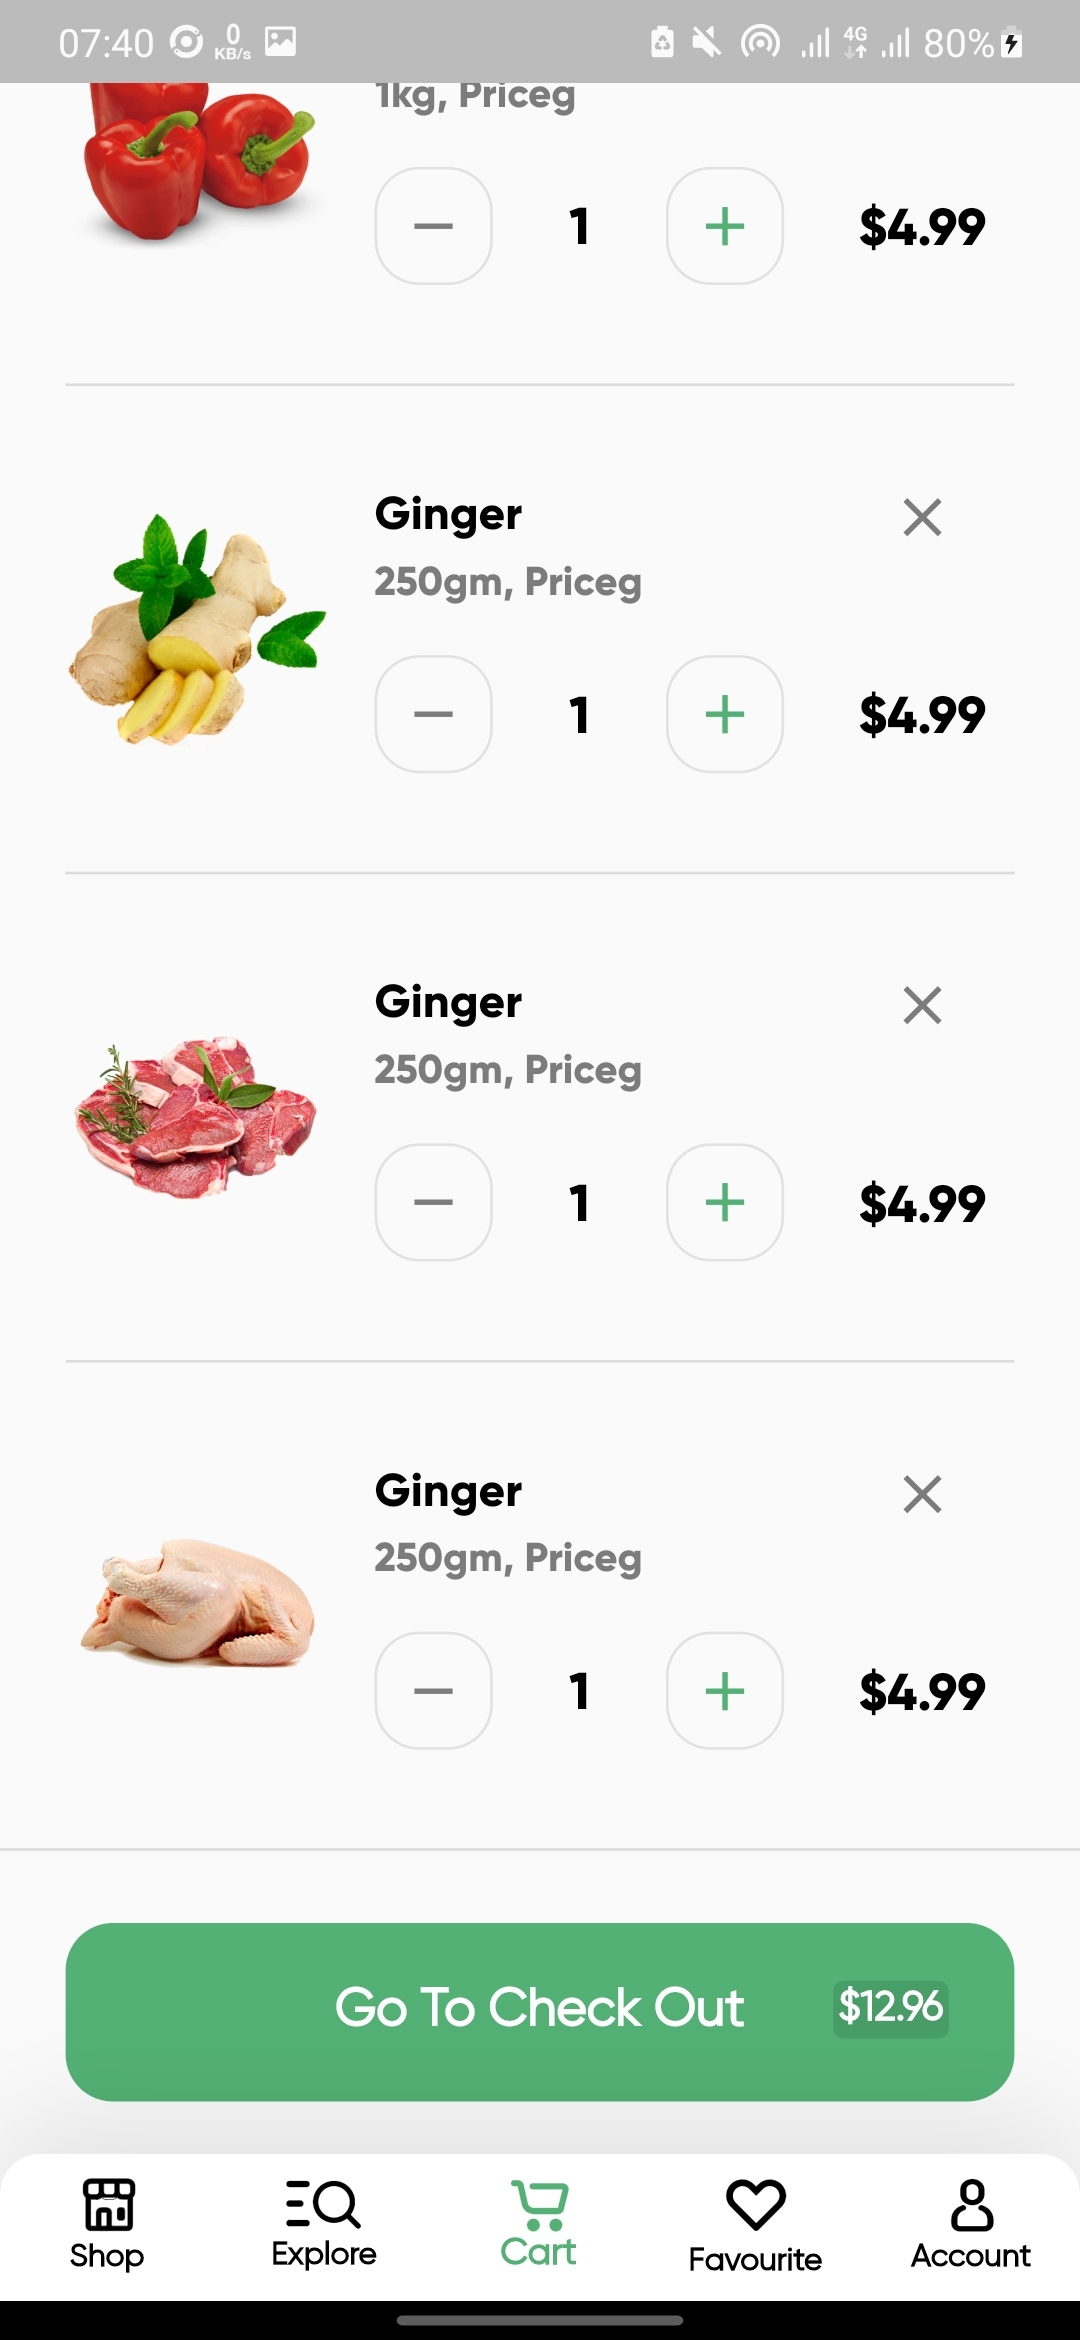 07:40 0 KB/s 4G 80%
1kg, Priceg
1 $4.99
Ginger
250gm, Priceg
1 $4.99
Ginger
250gm, Priceg
1 $4.99
Ginger
250gm, Priceg
1 $4.99
Go To Check Out $12.96
Shop Explore Cart Favourite Account